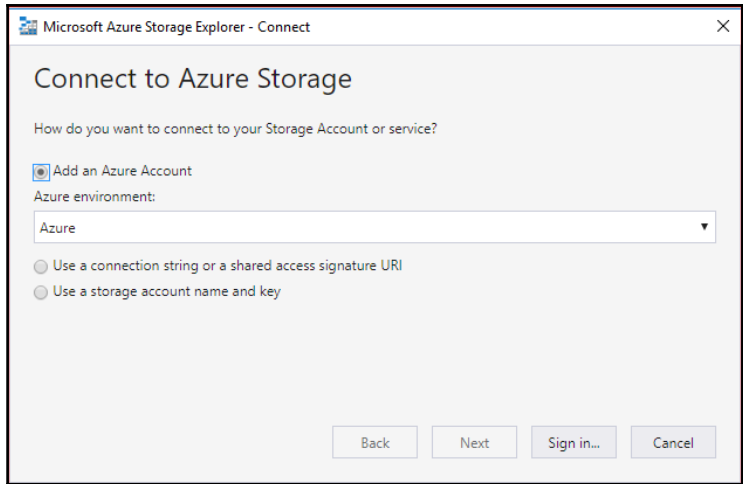 Microsoft Azure Storage Explorer - Connect
Connect to Azure Storage
How do you want to connect to your Storage Account or service?
Add an Azure Account
Azure environment:
Azure
Use a connection string or a shared access signature URI
Use a storage account name and key
Back Next Sign in... Cancel